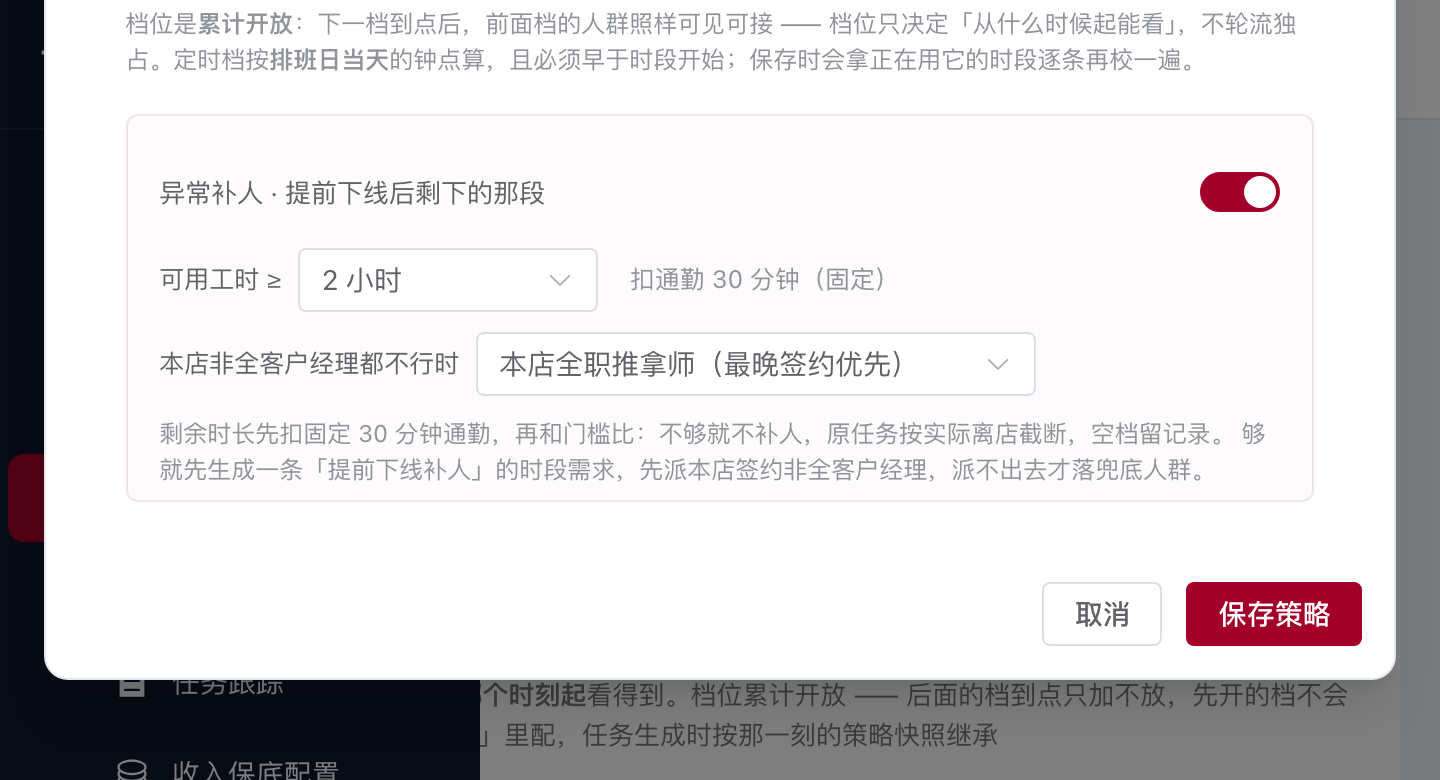 档位是累计开放：下一档到点后，前面档的人群照样可见可接 —— 档位只决定「从什么时候起能看」，不轮流独
占。定时档按排班日当天的钟点算，且必须早于时段开始；保存时会拿正在用它的时段逐条再校一遍。
异常补人 · 提前下线后剩下的那段
可用工时 ≥ 2 小时 扣通勤 30 分钟（固定）
本店非全客户经理都不行时 本店全职推拿师（最晚签约优先）
剩余时长先扣固定 30 分钟通勤，再和门槛比：不够就不补人，原任务按实际离店截断，空档留记录。 够
就先生成一条「提前下线补人」的时段需求，先派本店签约非全客户经理，派不出去才落兜底人群。
取消 保存策略
任务跟踪
个时刻起看得到。档位累计开放 —— 后面的档到点只加不放，先开的档不会
」里配，任务生成时按那一刻的策略快照继承
收入保底配置